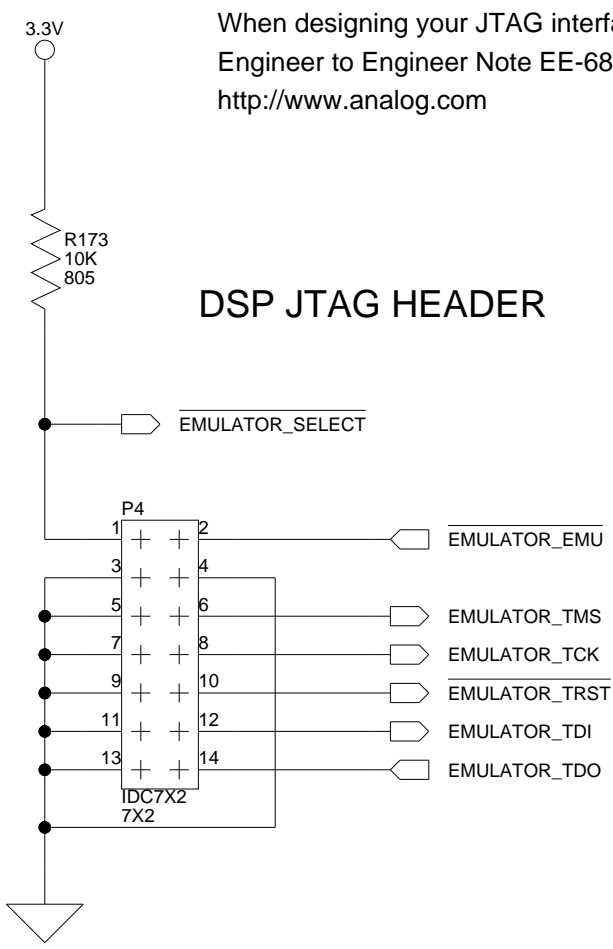 3.3V
When designing your JTAG interfa
Engineer to Engineer Note EE-68
http://www.analog.com
R173
10K
805
DSP JTAG HEADER
EMULATOR_SELECT
P4
1 2 EMULATOR_EMU
3 4
5 6 EMULATOR_TMS
7 8 EMULATOR_TCK
9 10 EMULATOR_TRST
11 12 EMULATOR_TDI
13 14 EMULATOR_TDO
IDC7X2
7X2